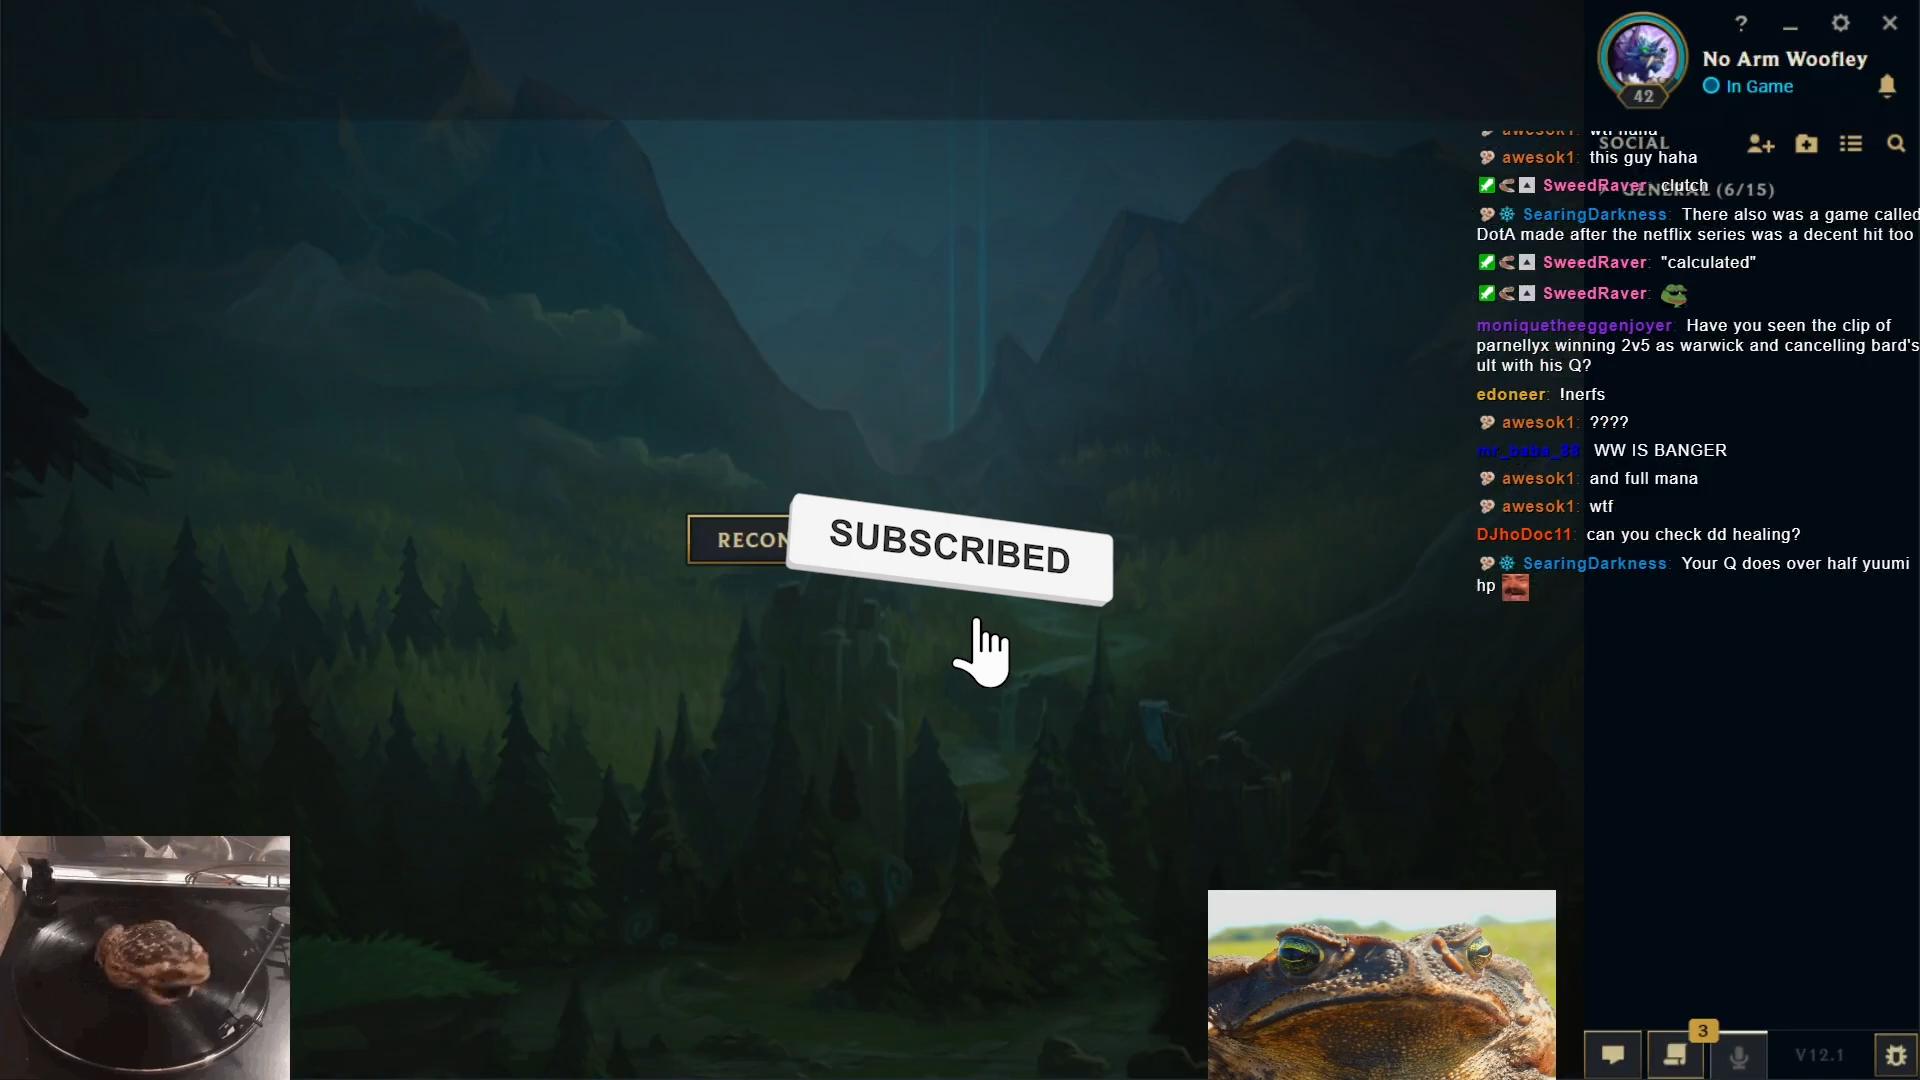 ?
No Arm Woofley
42
In Game
awesok1: wtf haha
SOCIAL
awesok1: this guy haha
SweedRaver: clutch
GENERAL (6/15)
SearingDarkness: There also was a game called
DotA made after the netflix series was a decent hit too
SweedRaver: "calculated"
SweedRaver:
moniquetheeggenjoyer: Have you seen the clip of
parnellyx winning 2v5 as warwick and cancelling bard's
ult with his Q?
edoneer: !nerfs
awesok1: ????
mr_baba_88: WW IS BANGER
awesok1: and full mana
awesok1: wtf
DJhoDoc11: can you check dd healing?
SearingDarkness: Your Q does over half yuumi
hp
RECON
SUBSCRIBED
3
V12.1